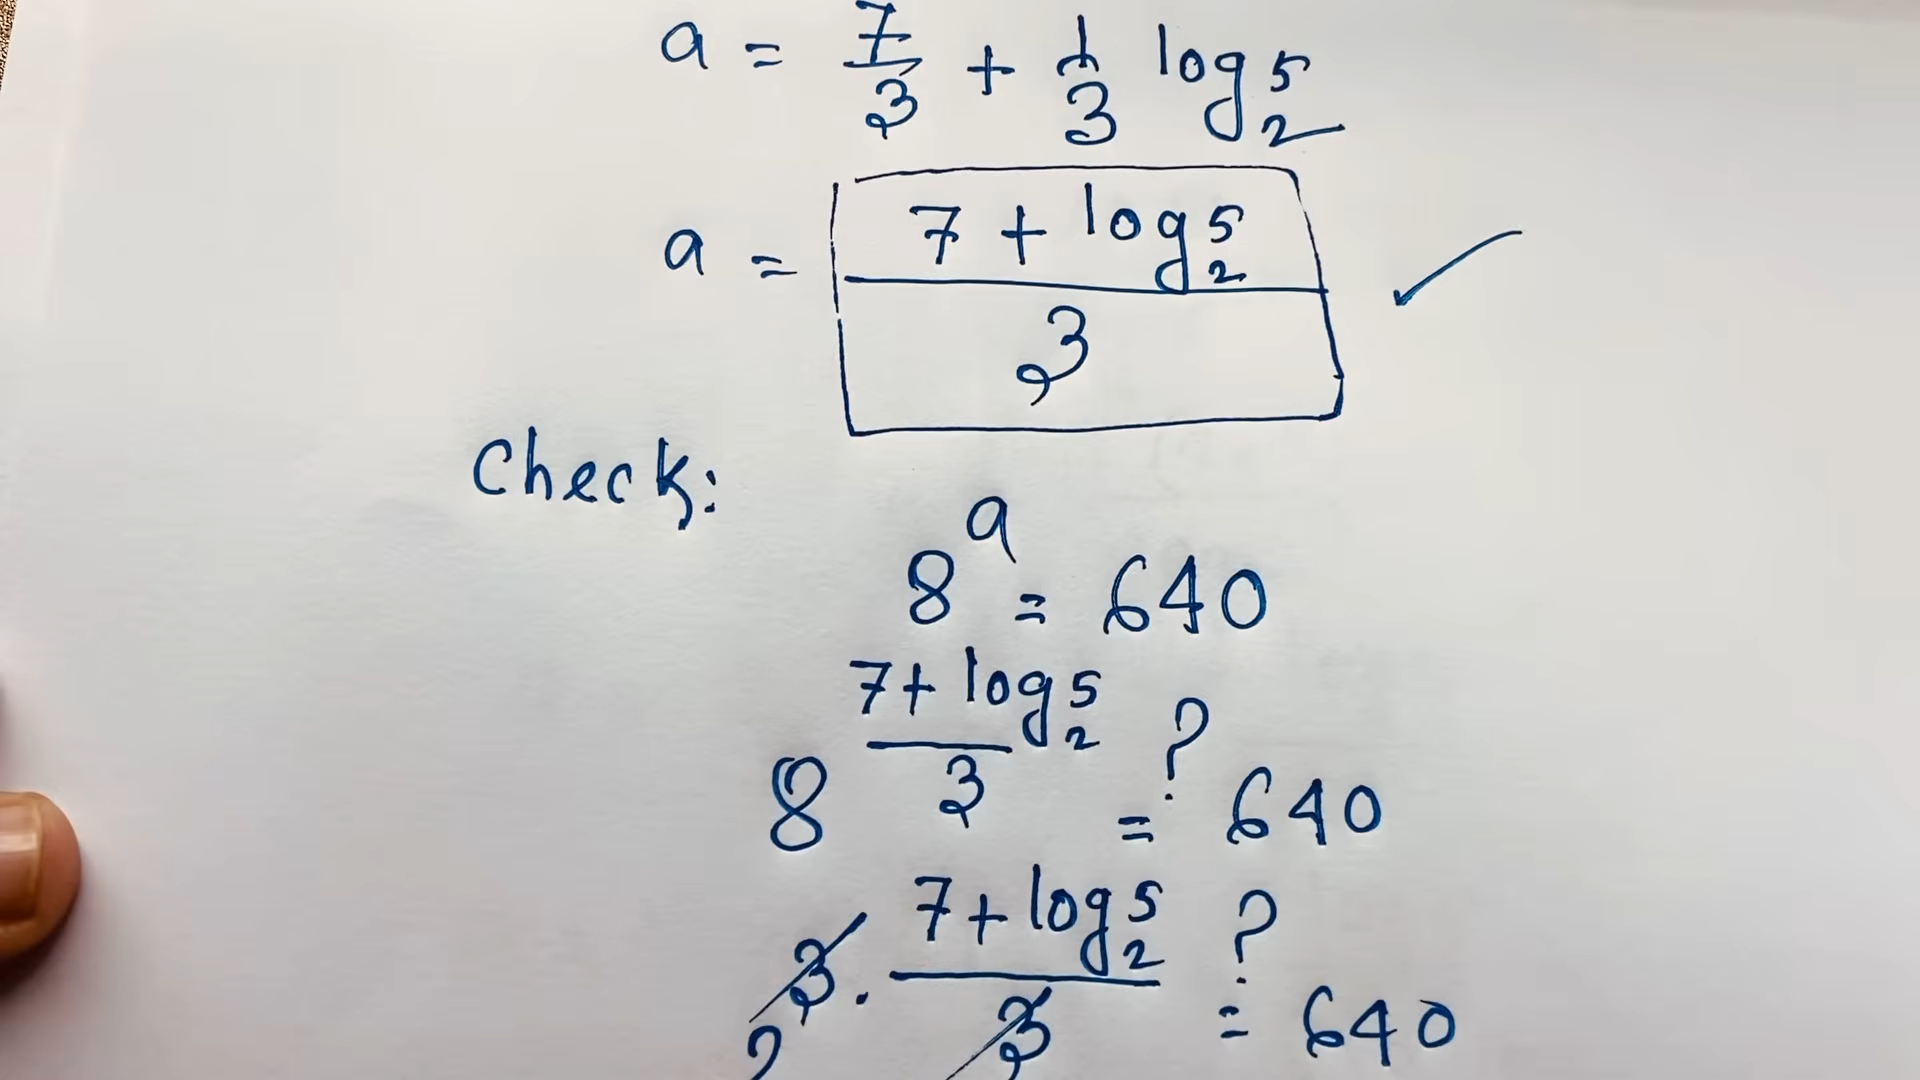 a = 7/3 + 1/3 log₂5
a = (7 + log₂5)/3 ✓
Check:
8^a = 640
8^((7 + log₂5)/3) =? 640
2^(3 · (7 + log₂5)/3) =? 640